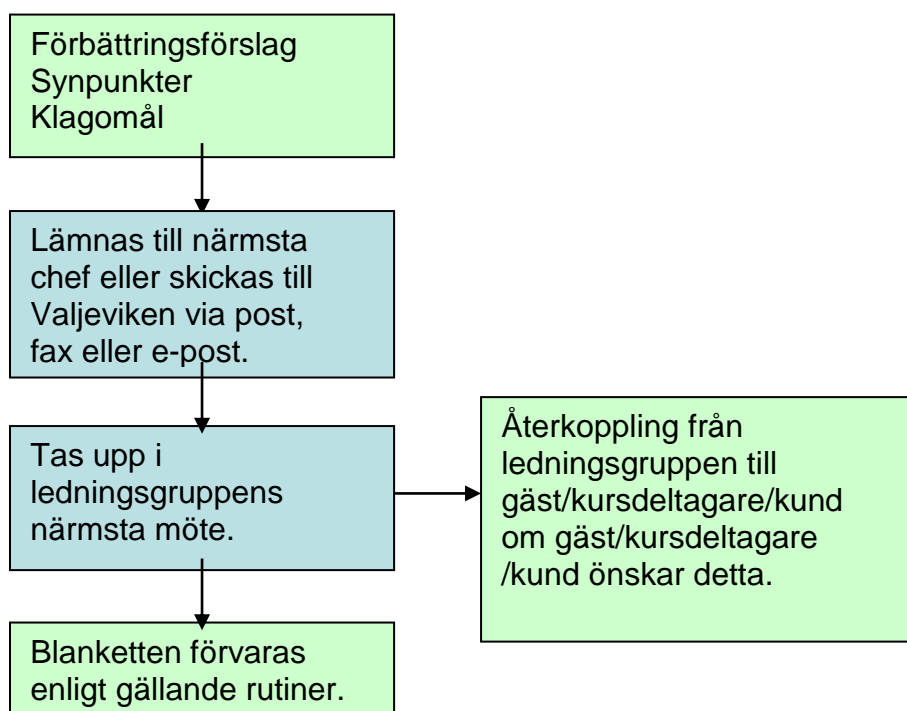 Förbättringsförslag
Synpunkter
Klagomål
Lämnas till närmsta
chef eller skickas till
Valjeviken via post,
fax eller e-post.
Tas upp i
ledningsgruppens
närmsta möte.
Återkoppling från
ledningsgruppen till
gäst/kursdeltagare/kund
om gäst/kursdeltagare
/kund önskar detta.
Blanketten förvaras
enligt gällande rutiner.